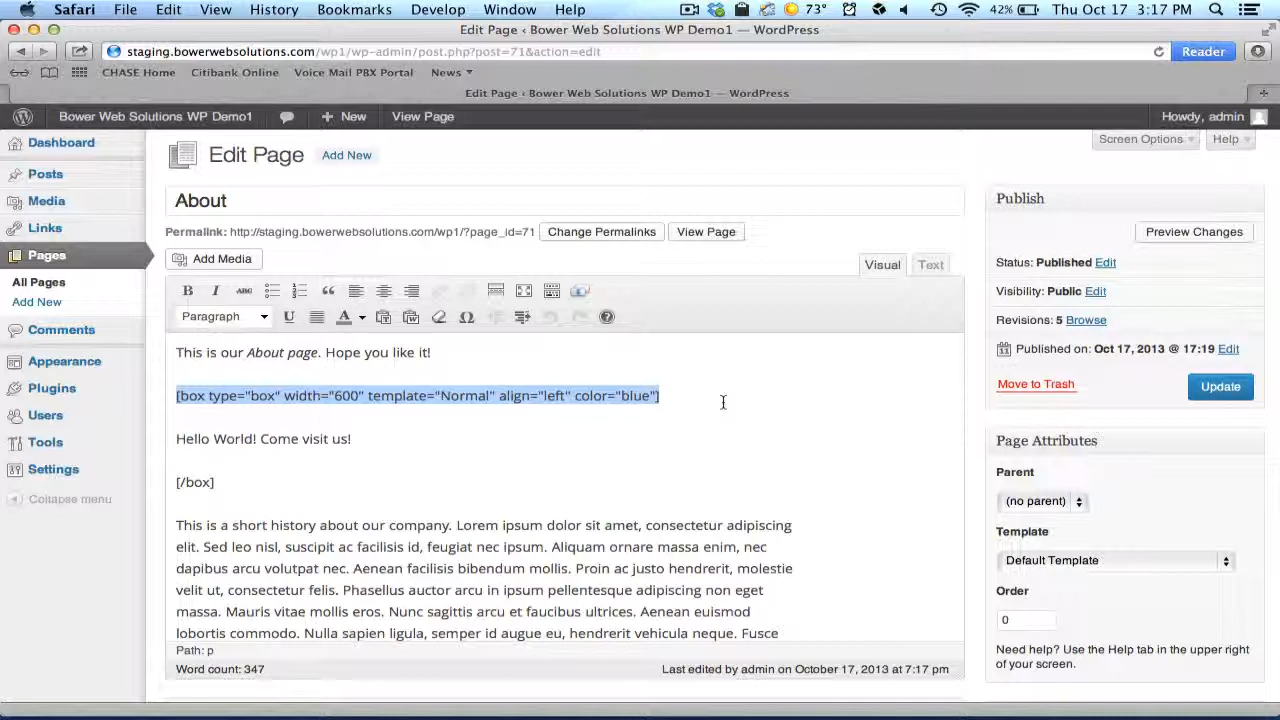 Safari File Edit View History Bookmarks Develop Window Help 73° 42% Thu Oct 17 3:17 PM
Edit Page ‹ Bower Web Solutions WP Demo1 — WordPress
staging.bowerwebsolutions.com/wp1/wp-admin/post.php?post=71&action=edit Reader
CHASE Home Citibank Online Voice Mail PBX Portal News
Edit Page ‹ Bower Web Solutions WP Demo1 — WordPress
Bower Web Solutions WP Demo1 + New View Page Howdy, admin
Screen Options Help
Dashboard
Posts
Media
Links
Pages
All Pages
Add New
Comments
Appearance
Plugins
Users
Tools
Settings
Collapse menu
Edit Page Add New
About
Permalink: http://staging.bowerwebsolutions.com/wp1/?page_id=71 Change Permalinks View Page
Add Media
Visual Text
B I ABC
Paragraph U A Ω
This is our About page. Hope you like it!
[box type="box" width="600" template="Normal" align="left" color="blue"]
Hello World! Come visit us!
[/box]
This is a short history about our company. Lorem ipsum dolor sit amet, consectetur adipiscing
elit. Sed leo nisl, suscipit ac facilisis id, feugiat nec ipsum. Aliquam ornare massa enim, nec
dapibus arcu volutpat nec. Aenean facilisis bibendum mollis. Proin ac justo hendrerit, molestie
velit ut, consectetur felis. Phasellus auctor arcu in ipsum pellentesque adipiscing non eget
massa. Mauris vitae mollis eros. Nunc sagittis arcu et faucibus ultrices. Aenean euismod
lobortis commodo. Nulla sapien ligula, semper id augue eu, hendrerit vehicula neque. Fusce
Path: p
Word count: 347 Last edited by admin on October 17, 2013 at 7:17 pm
Publish
Preview Changes
Status: Published Edit
Visibility: Public Edit
Revisions: 5 Browse
Published on: Oct 17, 2013 @ 17:19 Edit
Move to Trash Update
Page Attributes
Parent
(no parent)
Template
Default Template
Order
0
Need help? Use the Help tab in the upper right
of your screen.